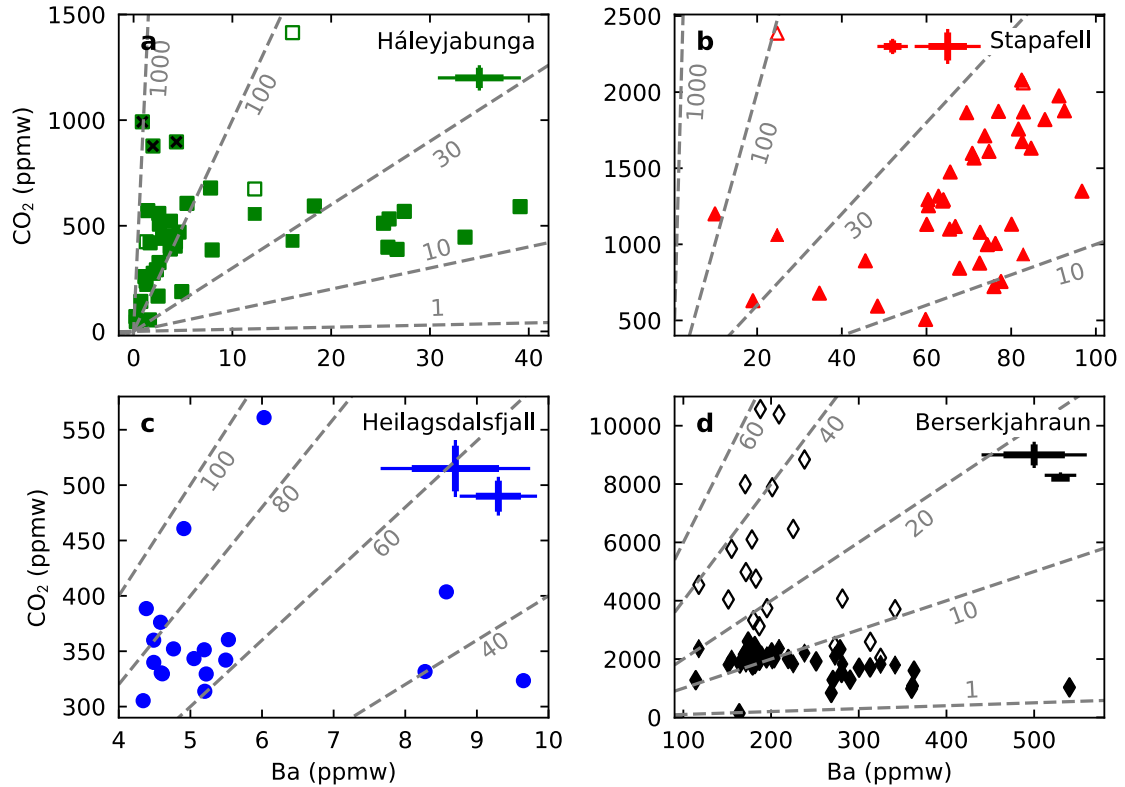 a
Háleyjabunga
1000
100
30
10
1
1500
1000
500
0
CO₂ (ppmw)
0 10 20 30 40
b
Stapafell
1000
100
30
10
2500
2000
1500
1000
500
20 40 60 80 100
c
Heilagsdalsfjall
100
80
60
40
550
500
450
400
350
300
CO₂ (ppmw)
4 5 6 7 8 9 10
Ba (ppmw)
d
Berserkjahraun
60
40
20
10
1
10000
8000
6000
4000
2000
0
100 200 300 400 500
Ba (ppmw)